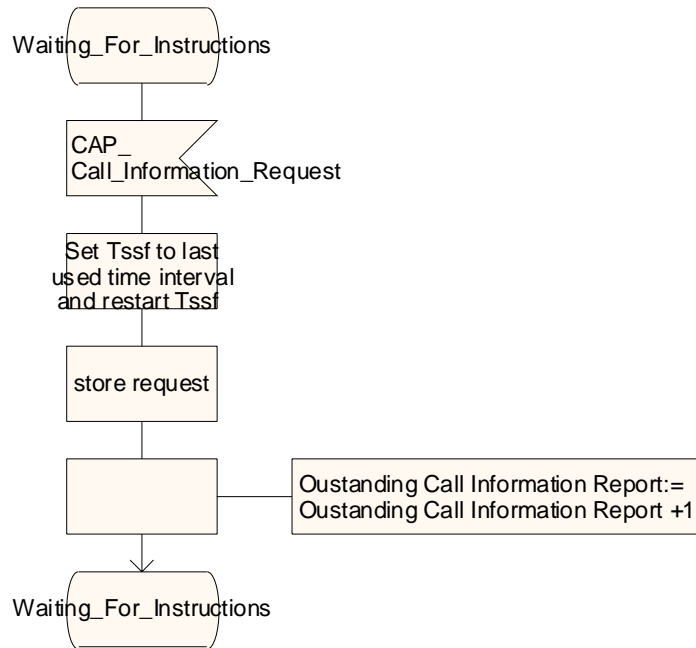 Waiting_For_Instructions
CAP_
Call_Information_Request
Set Tssf to last
used time interval
and restart Tssf
store request
Oustanding Call Information Report:=
Oustanding Call Information Report +1
Waiting_For_Instructions